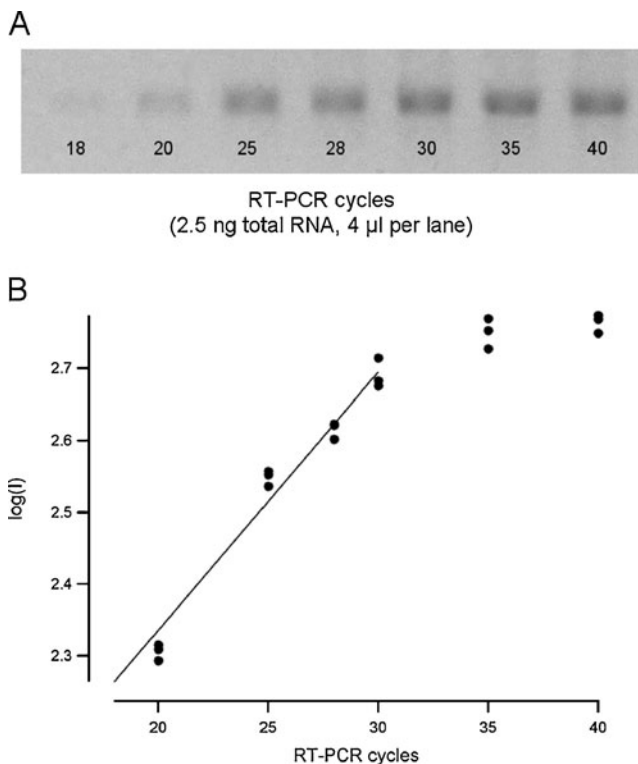 A
18 20 25 28 30 35 40
RT-PCR cycles
(2.5 ng total RNA, 4 µl per lane)
B
2.7
2.6
2.5
2.4
2.3
log(I)
20 25 30 35 40
RT-PCR cycles